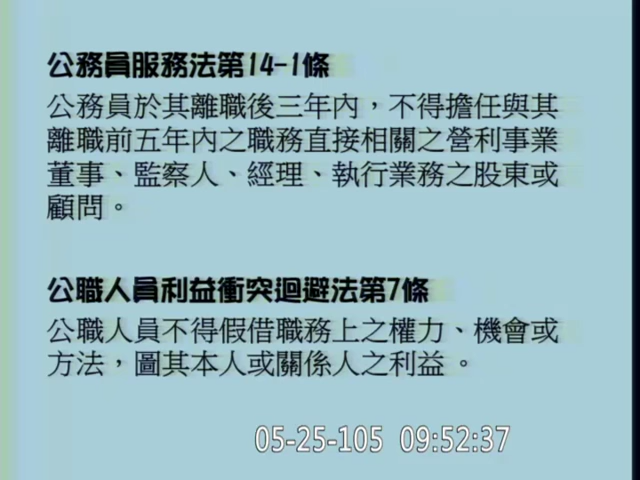 公務員服務法第14-1條
公務員於其離職後三年內，不得擔任與其
離職前五年內之職務直接相關之營利事業
董事、監察人、經理、執行業務之股東或
顧問。
公職人員利益衝突迴避法第7條
公職人員不得假借職務上之權力、機會或
方法，圖其本人或關係人之利益。
05-25-105 09:52:37